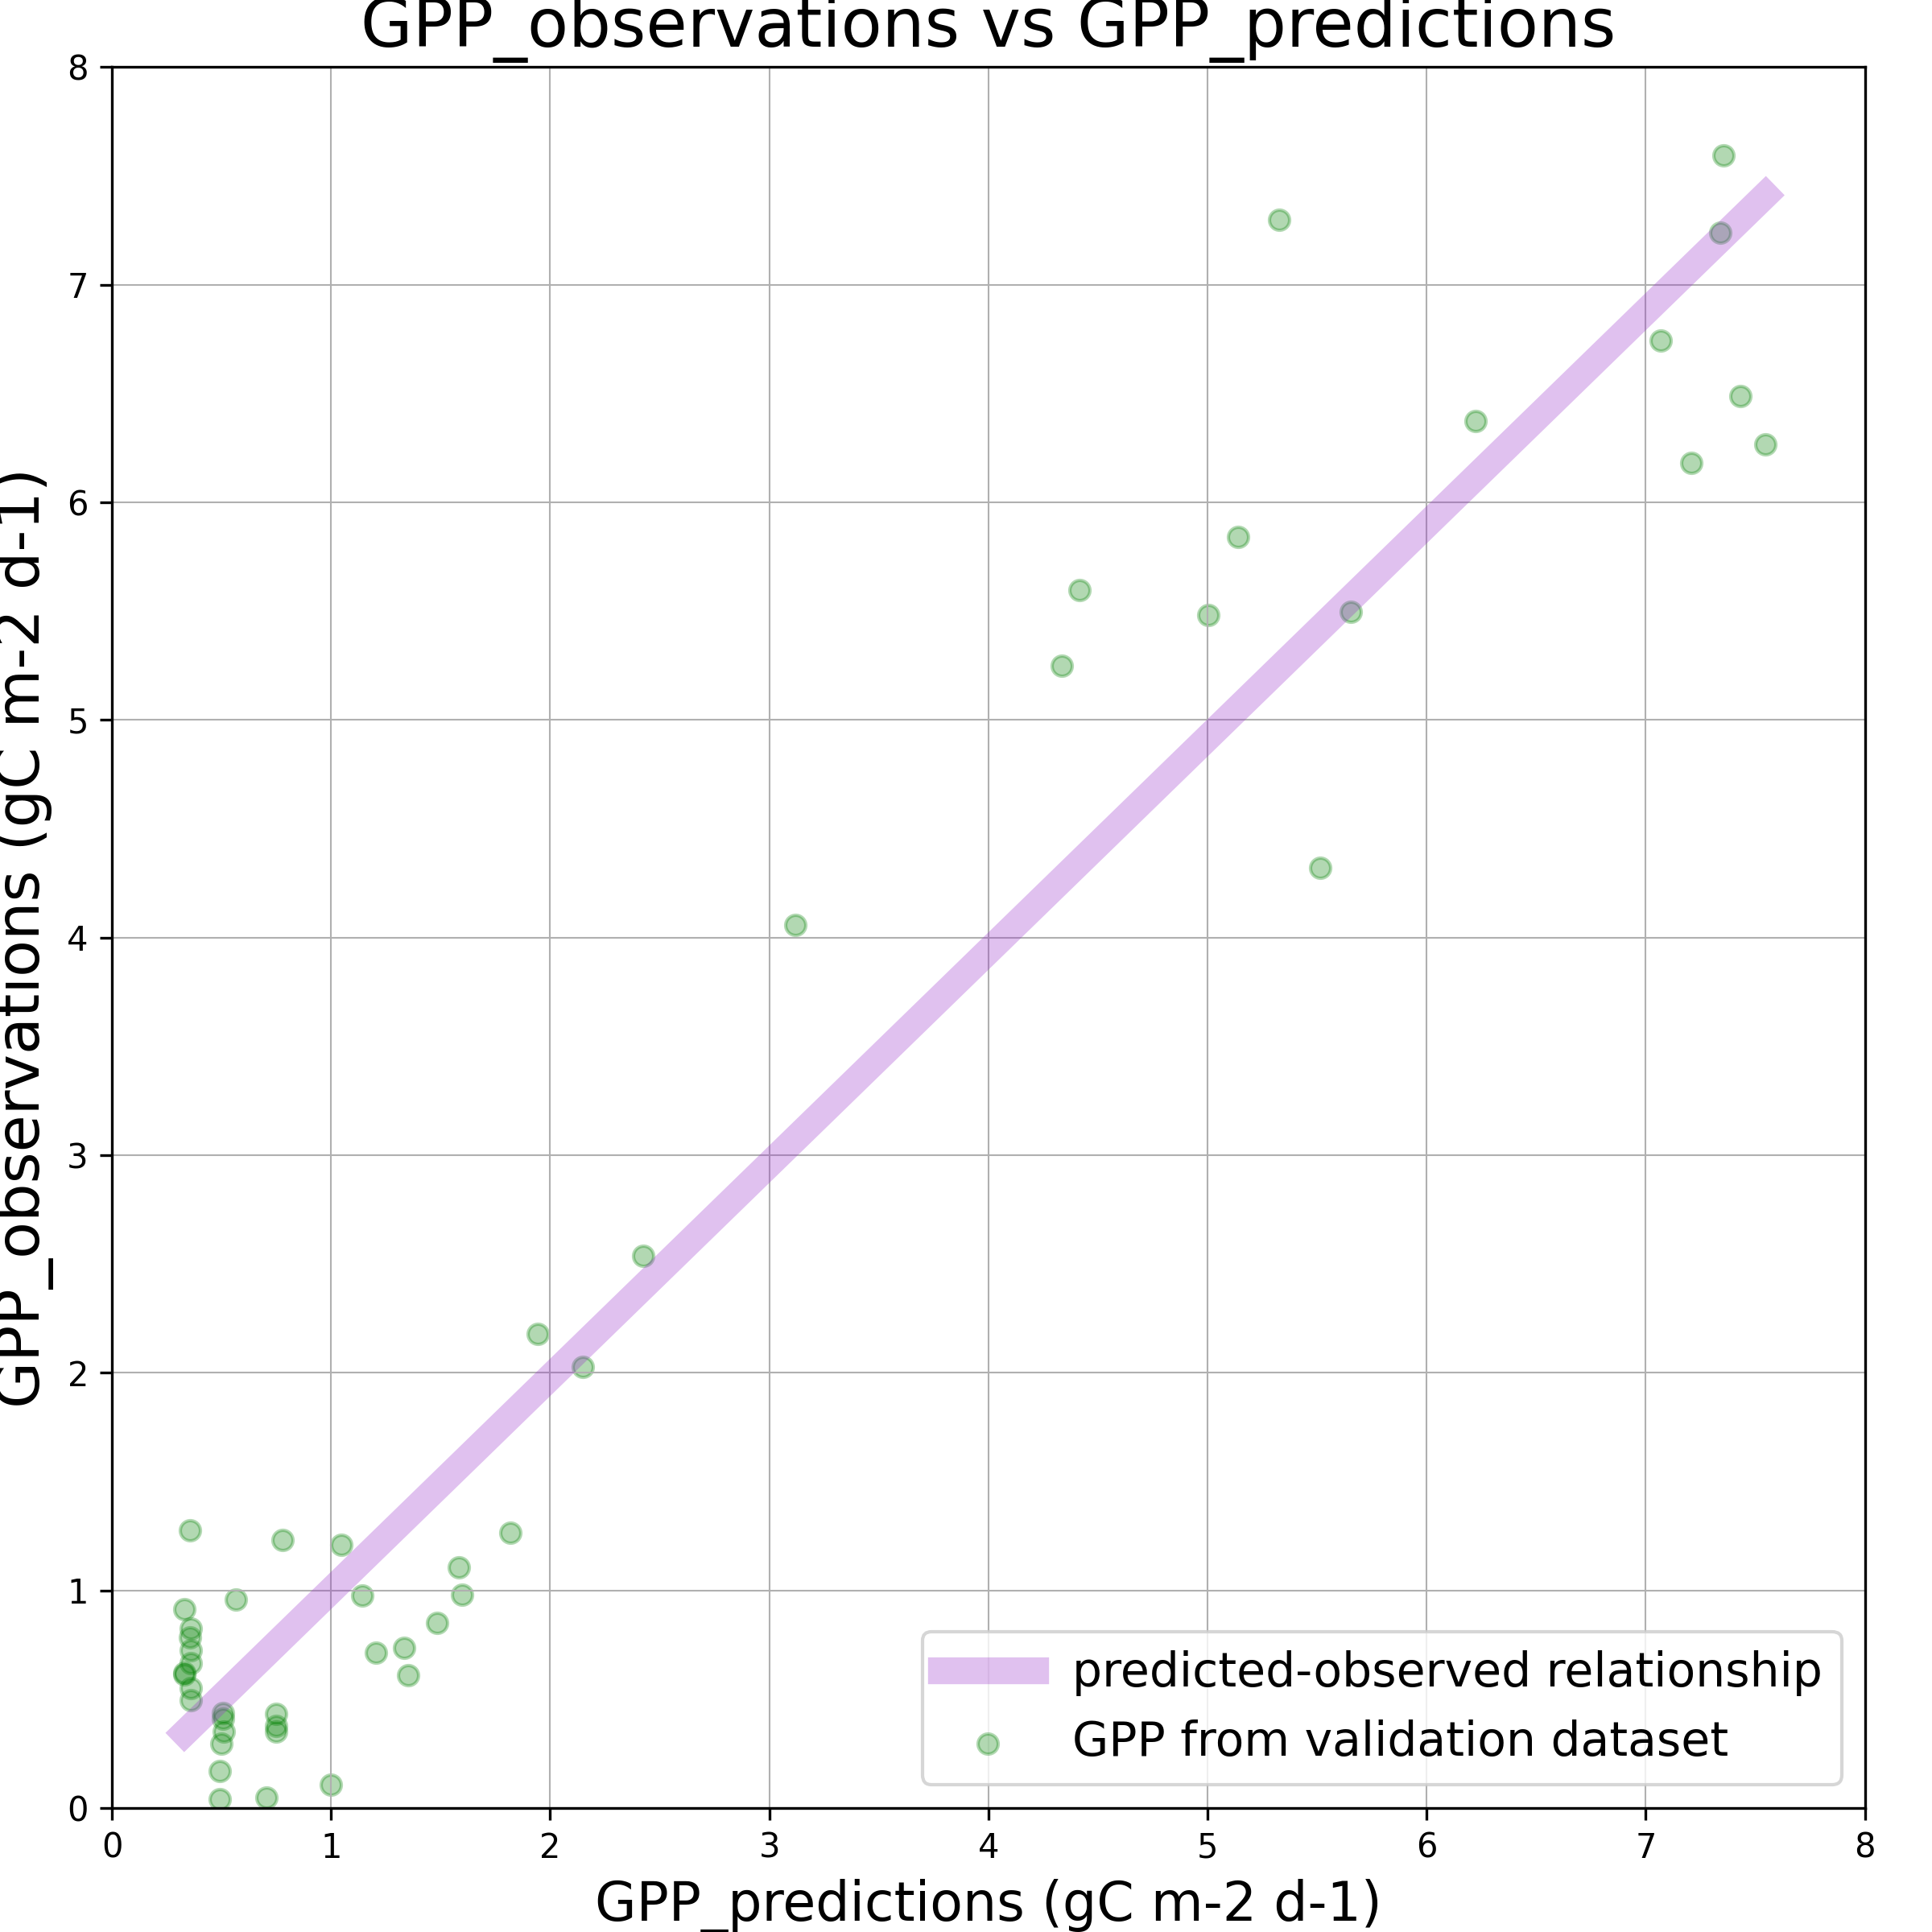 GPP_observations vs GPP_predictions
GPP_observations (gC m-2 d-1)
8
7
6
5
4
3
2
1
0
predicted-observed relationship
GPP from validation dataset
0 1 2 3 4 5 6 7 8
GPP_predictions (gC m-2 d-1)